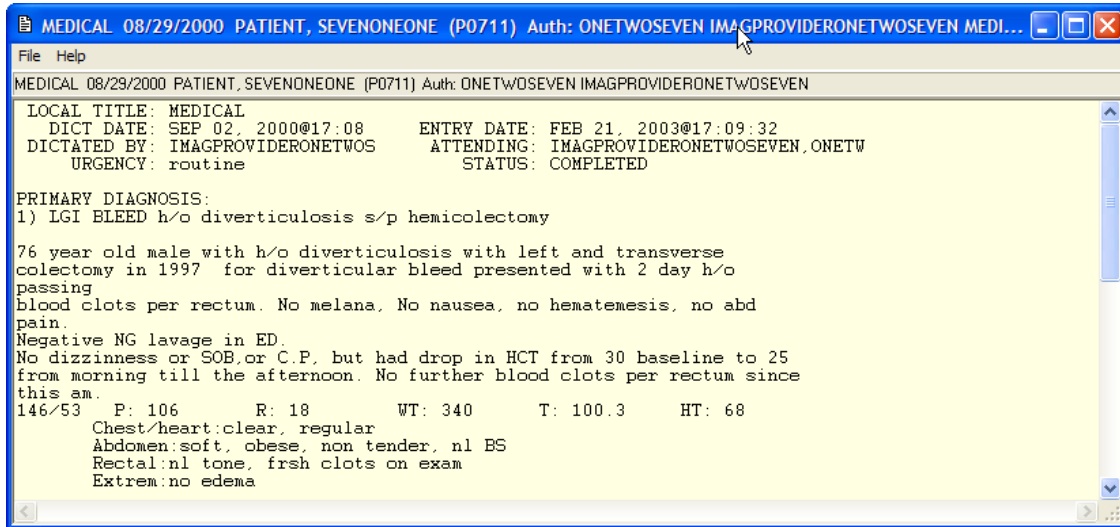 MEDICAL 08/29/2000 PATIENT, SEVENONEONE (P0711) Auth: ONETWOSEVEN IMAGPROVIDERONETWOSEVEN MEDI...
File Help
MEDICAL 08/29/2000 PATIENT, SEVENONEONE (P0711) Auth: ONETWOSEVEN IMAGPROVIDERONETWOSEVEN
LOCAL TITLE: MEDICAL
DICT DATE: SEP 02, 2000@17:08 ENTRY DATE: FEB 21, 2003@17:09:32
DICTATED BY: IMAGPROVIDERONETWOS ATTENDING: IMAGPROVIDERONETWOSEVEN,ONETW
URGENCY: routine STATUS: COMPLETED
PRIMARY DIAGNOSIS:
1) LGI BLEED h/o diverticulosis s/p hemicolectomy
76 year old male with h/o diverticulosis with left and transverse
colectomy in 1997 for diverticular bleed presented with 2 day h/o
passing
blood clots per rectum. No melana, No nausea, no hematemesis, no abd
pain.
Negative NG lavage in ED.
No dizzinness or SOB,or C.P, but had drop in HCT from 30 baseline to 25
from morning till the afternoon. No further blood clots per rectum since
this am.
146/53 P: 106 R: 18 WT: 340 T: 100.3 HT: 68
Chest/heart:clear, regular
Abdomen:soft, obese, non tender, nl BS
Rectal:nl tone, frsh clots on exam
Extrem:no edema